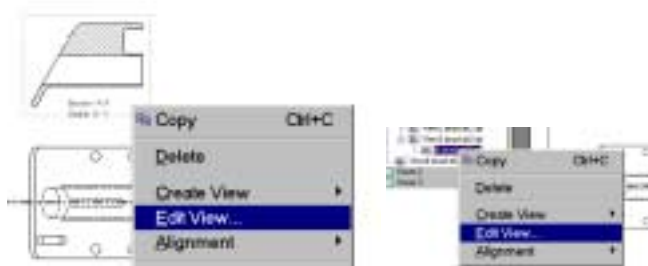 Copy Ctrl+C
Delete
Create View
Edit View...
Alignment
Copy Ctrl+C
Delete
Create View
Edit View...
Alignment